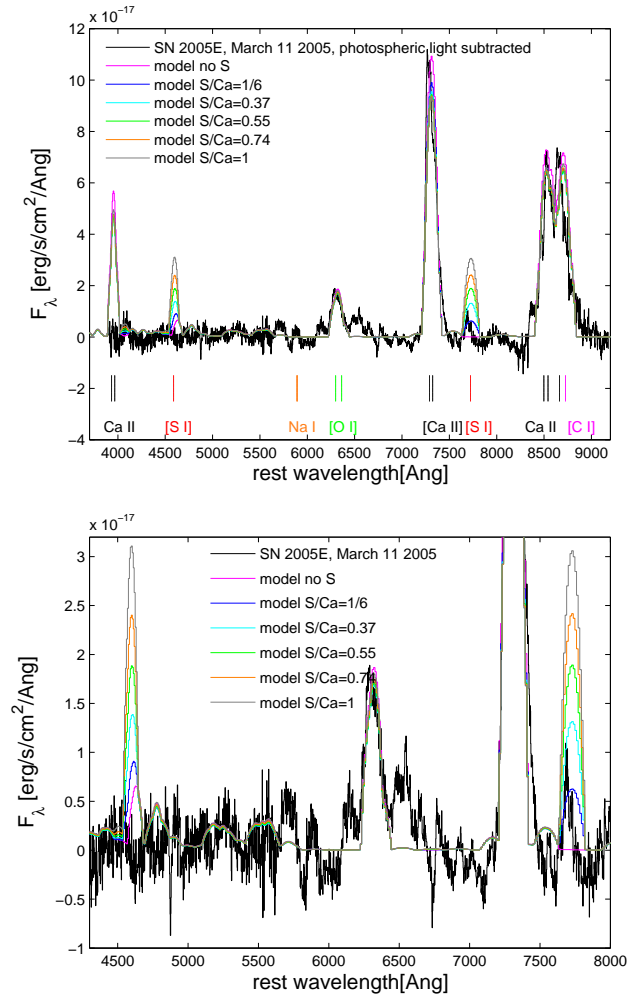 x 10⁻¹⁷
SN 2005E, March 11 2005, photospheric light subtracted
model no S
model S/Ca=1/6
model S/Ca=0.37
model S/Ca=0.55
model S/Ca=0.74
model S/Ca=1
12
10
8
6
4
2
0
−2
−4
F_λ [erg/s/cm²/Ang]
Ca II [S I] Na I [O I] [Ca II] [S I] Ca II [C I]
4000 4500 5000 5500 6000 6500 7000 7500 8000 8500 9000
rest wavelength[Ang]
x 10⁻¹⁷
SN 2005E, March 11 2005
model no S
model S/Ca=1/6
model S/Ca=0.37
model S/Ca=0.55
model S/Ca=0.74
model S/Ca=1
3
2.5
2
1.5
1
0.5
0
−0.5
−1
F_λ [erg/s/cm²/Ang]
4500 5000 5500 6000 6500 7000 7500 8000
rest wavelength[Ang]